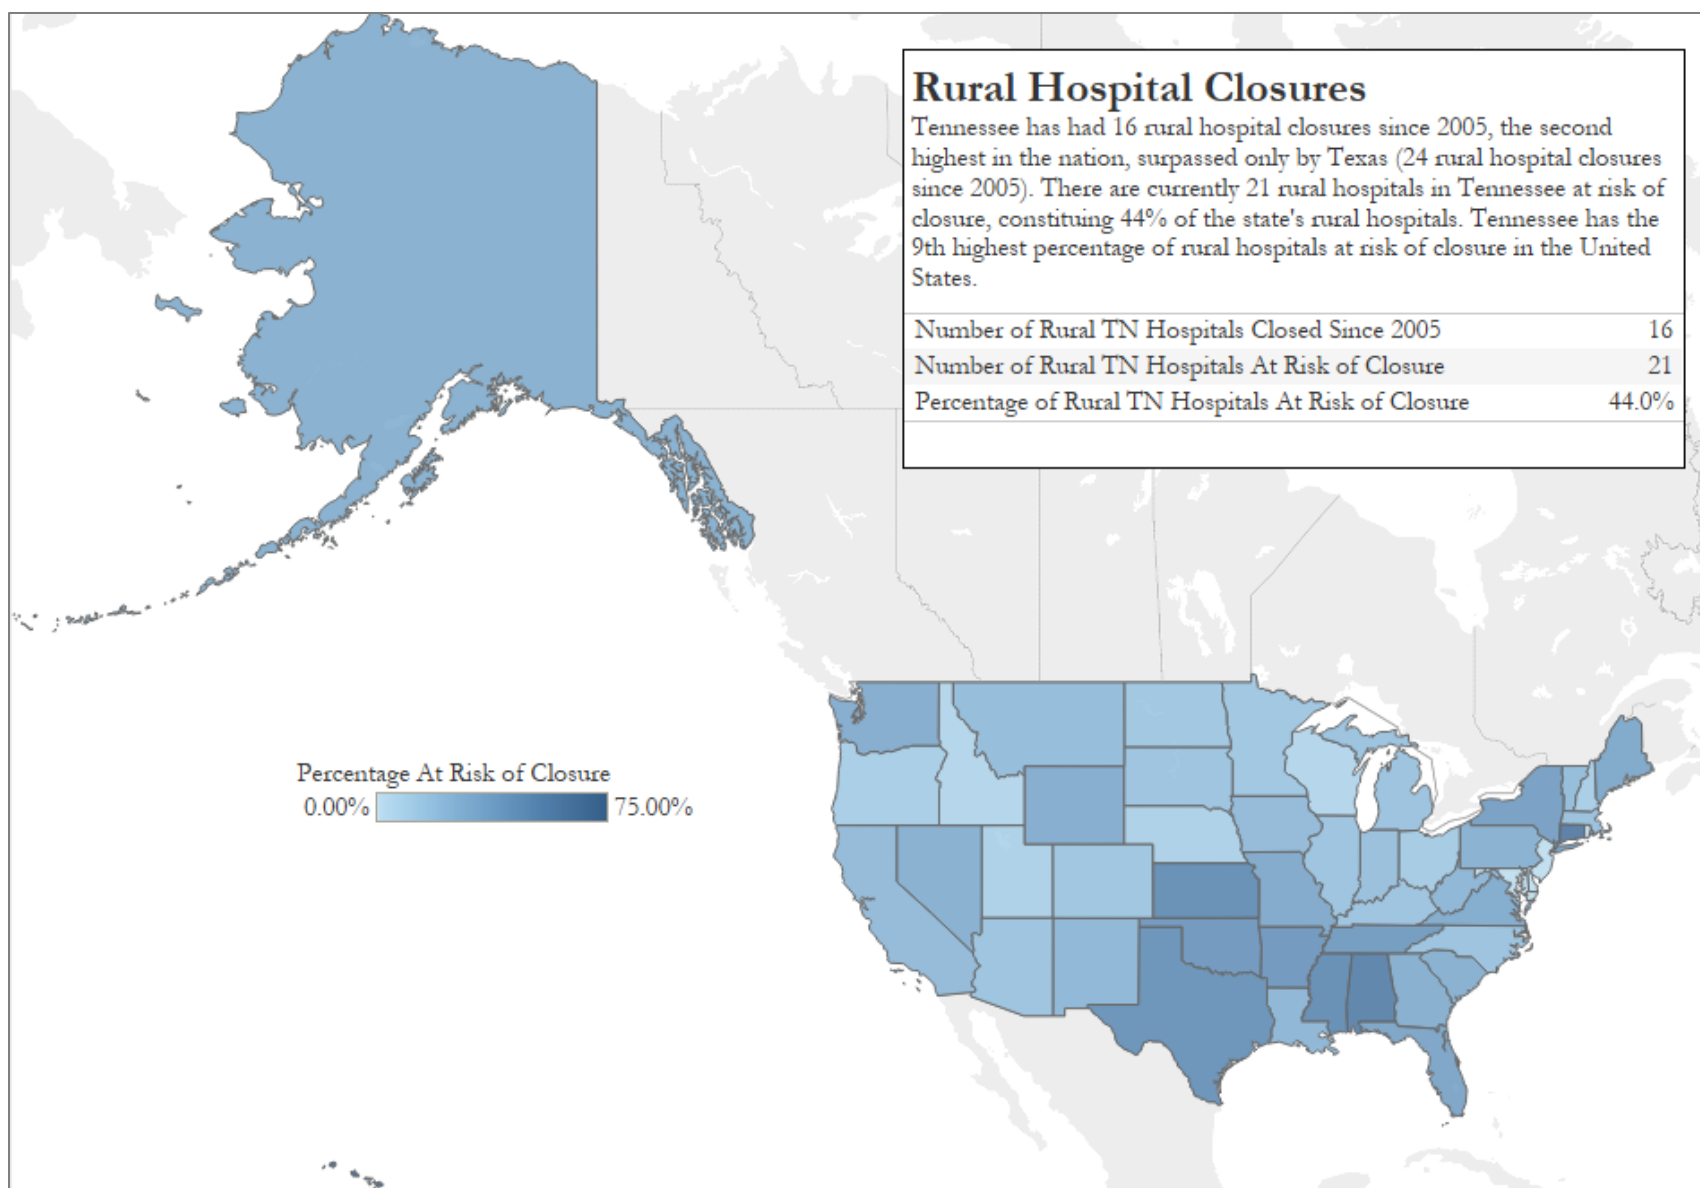 Rural Hospital Closures
Tennessee has had 16 rural hospital closures since 2005, the second
highest in the nation, surpassed only by Texas (24 rural hospital closures
since 2005). There are currently 21 rural hospitals in Tennessee at risk of
closure, constituing 44% of the state's rural hospitals. Tennessee has the
9th highest percentage of rural hospitals at risk of closure in the United
States.
Number of Rural TN Hospitals Closed Since 2005 16
Number of Rural TN Hospitals At Risk of Closure 21
Percentage of Rural TN Hospitals At Risk of Closure 44.0%
Percentage At Risk of Closure
0.00% 75.00%